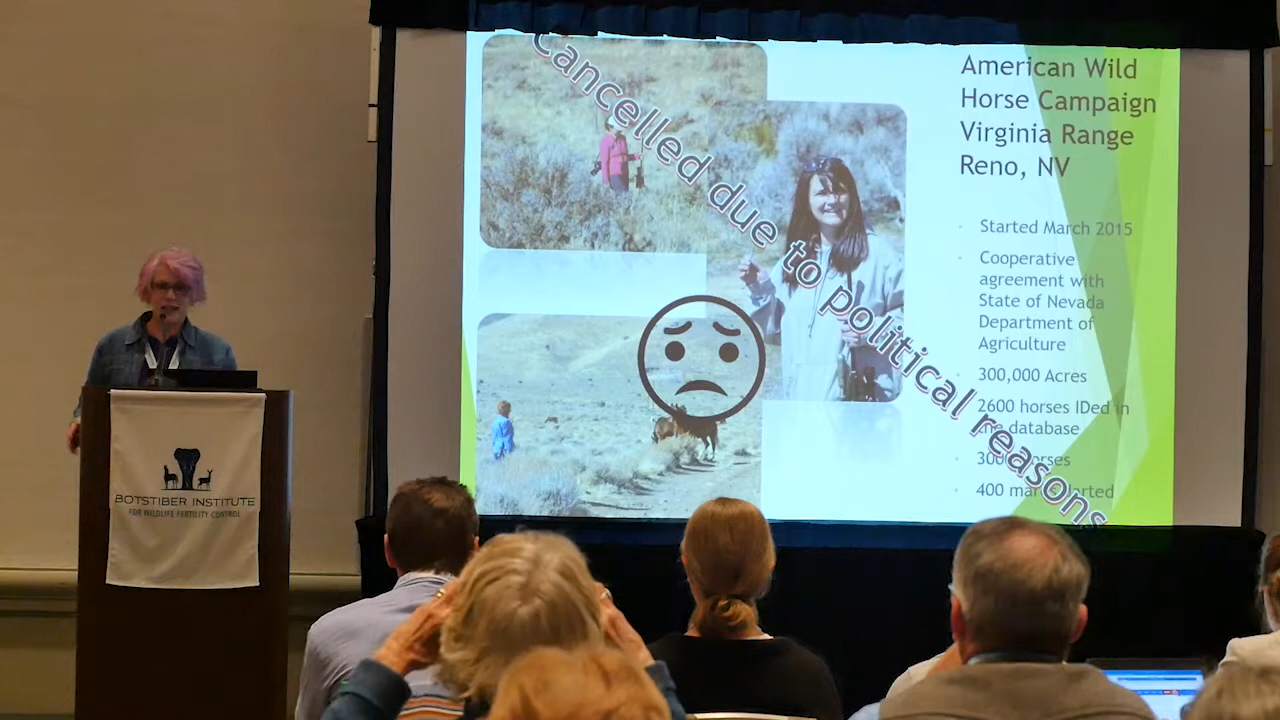 Cancelled due to political reasons
American Wild
Horse Campaign
Virginia Range
Reno, NV
Started March 2015
Cooperative
agreement with
State of Nevada
Department of
Agriculture
300,000 Acres
2600 horses IDed in
database
400
BOTSTIBER INSTITUTE
FOR WILDLIFE FERTILITY CONTROL